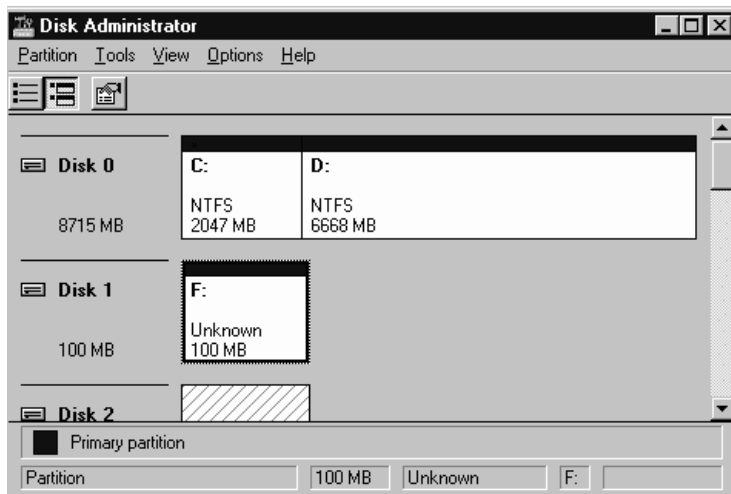 Disk Administrator
Partition Tools View Options Help
Disk 0
8715 MB
C:
NTFS
2047 MB
D:
NTFS
6668 MB
Disk 1
100 MB
F:
Unknown
100 MB
Disk 2
Primary partition
Partition 100 MB Unknown F: